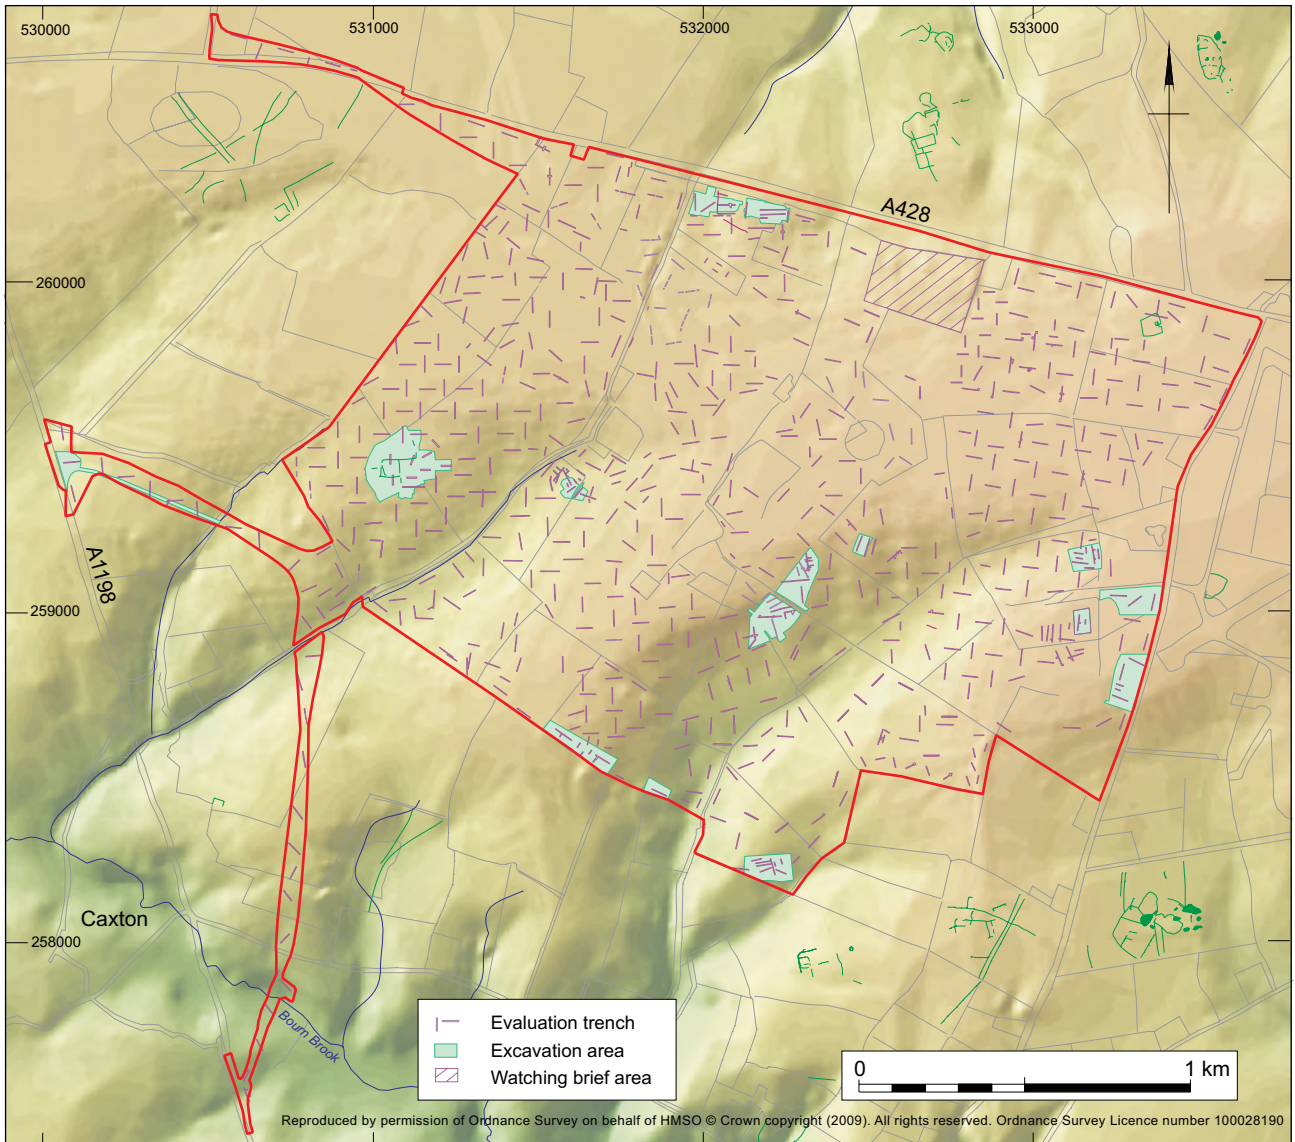 530000
531000
532000
533000
A428
260000
A1198
259000
258000
Caxton
Bourn Brook
Evaluation trench
Excavation area
Watching brief area
0
1 km
Reproduced by permission of Ordnance Survey on behalf of HMSO © Crown copyright (2009). All rights reserved. Ordnance Survey Licence number 100028190